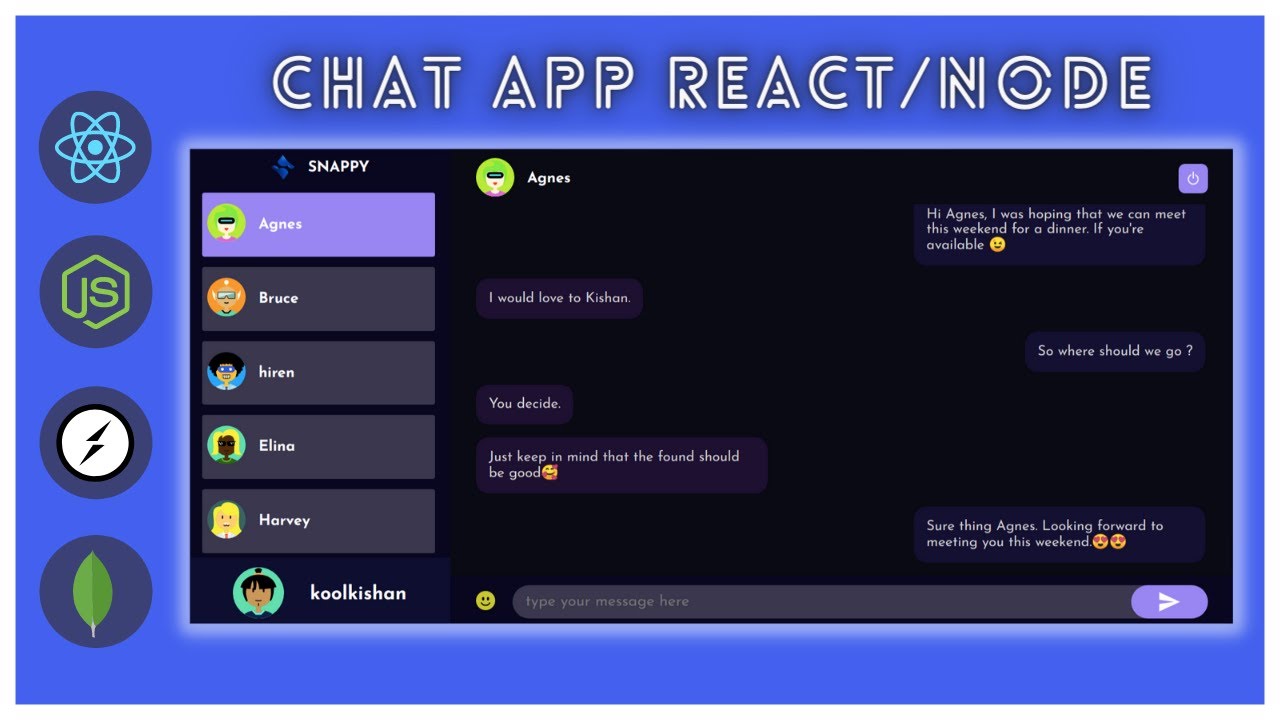 CHAT APP REACT/NODE
SNAPPY
Agnes
Bruce
hiren
Elina
Harvey
koolkishan
Agnes
Hi Agnes, I was hoping that we can meet
this weekend for a dinner. If you're
available 😉
I would love to Kishan.
So where should we go ?
You decide.
Just keep in mind that the found should
be good🥰
Sure thing Agnes. Looking forward to
meeting you this weekend.😍😍
type your message here
JS